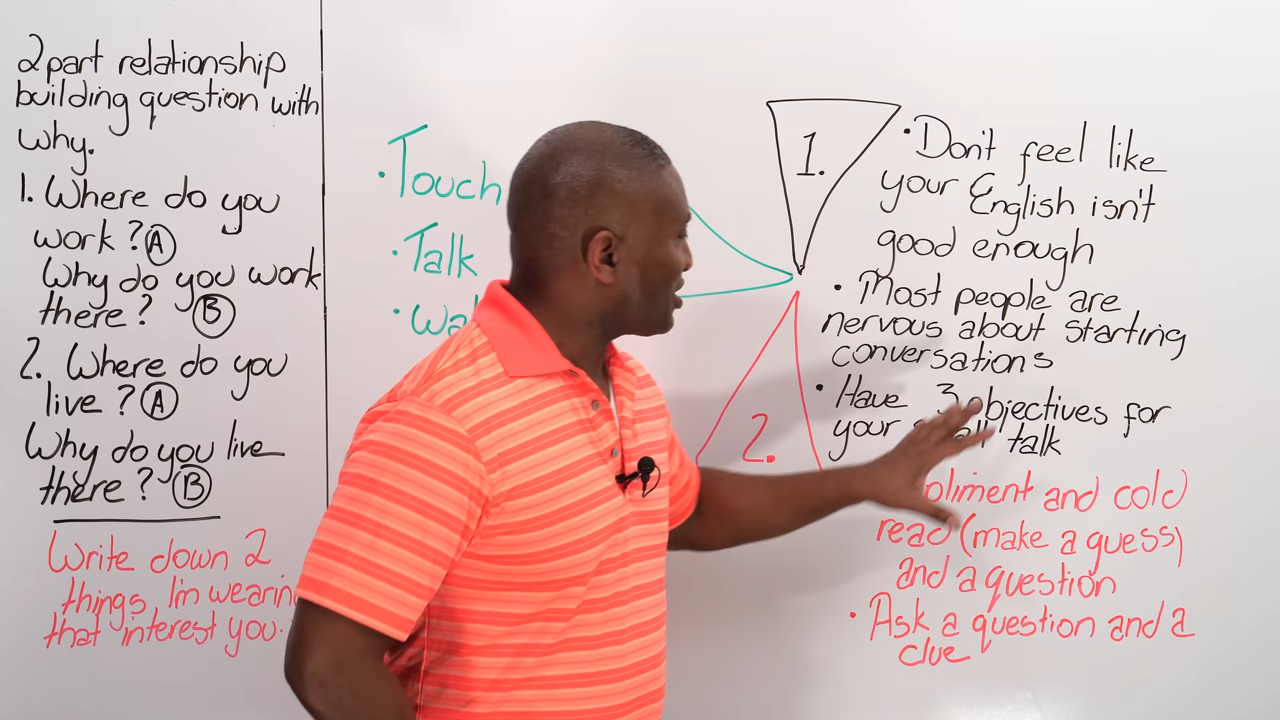 2 part relationship
building question with
why.
1. Where do you
work? A
Why do you work
there? B
2. Where do you
live? A
Why do you live
there? B
Write down 2
things, I'm wearing
that interest you.
• Touch
• Talk
1.
2.
• Don't feel like
your English isn't
good enough
• Most people are
nervous about starting
conversations
• Have 3 objectives for
your small talk
and cold
read (make a guess)
and a question
• Ask a question and a
clue